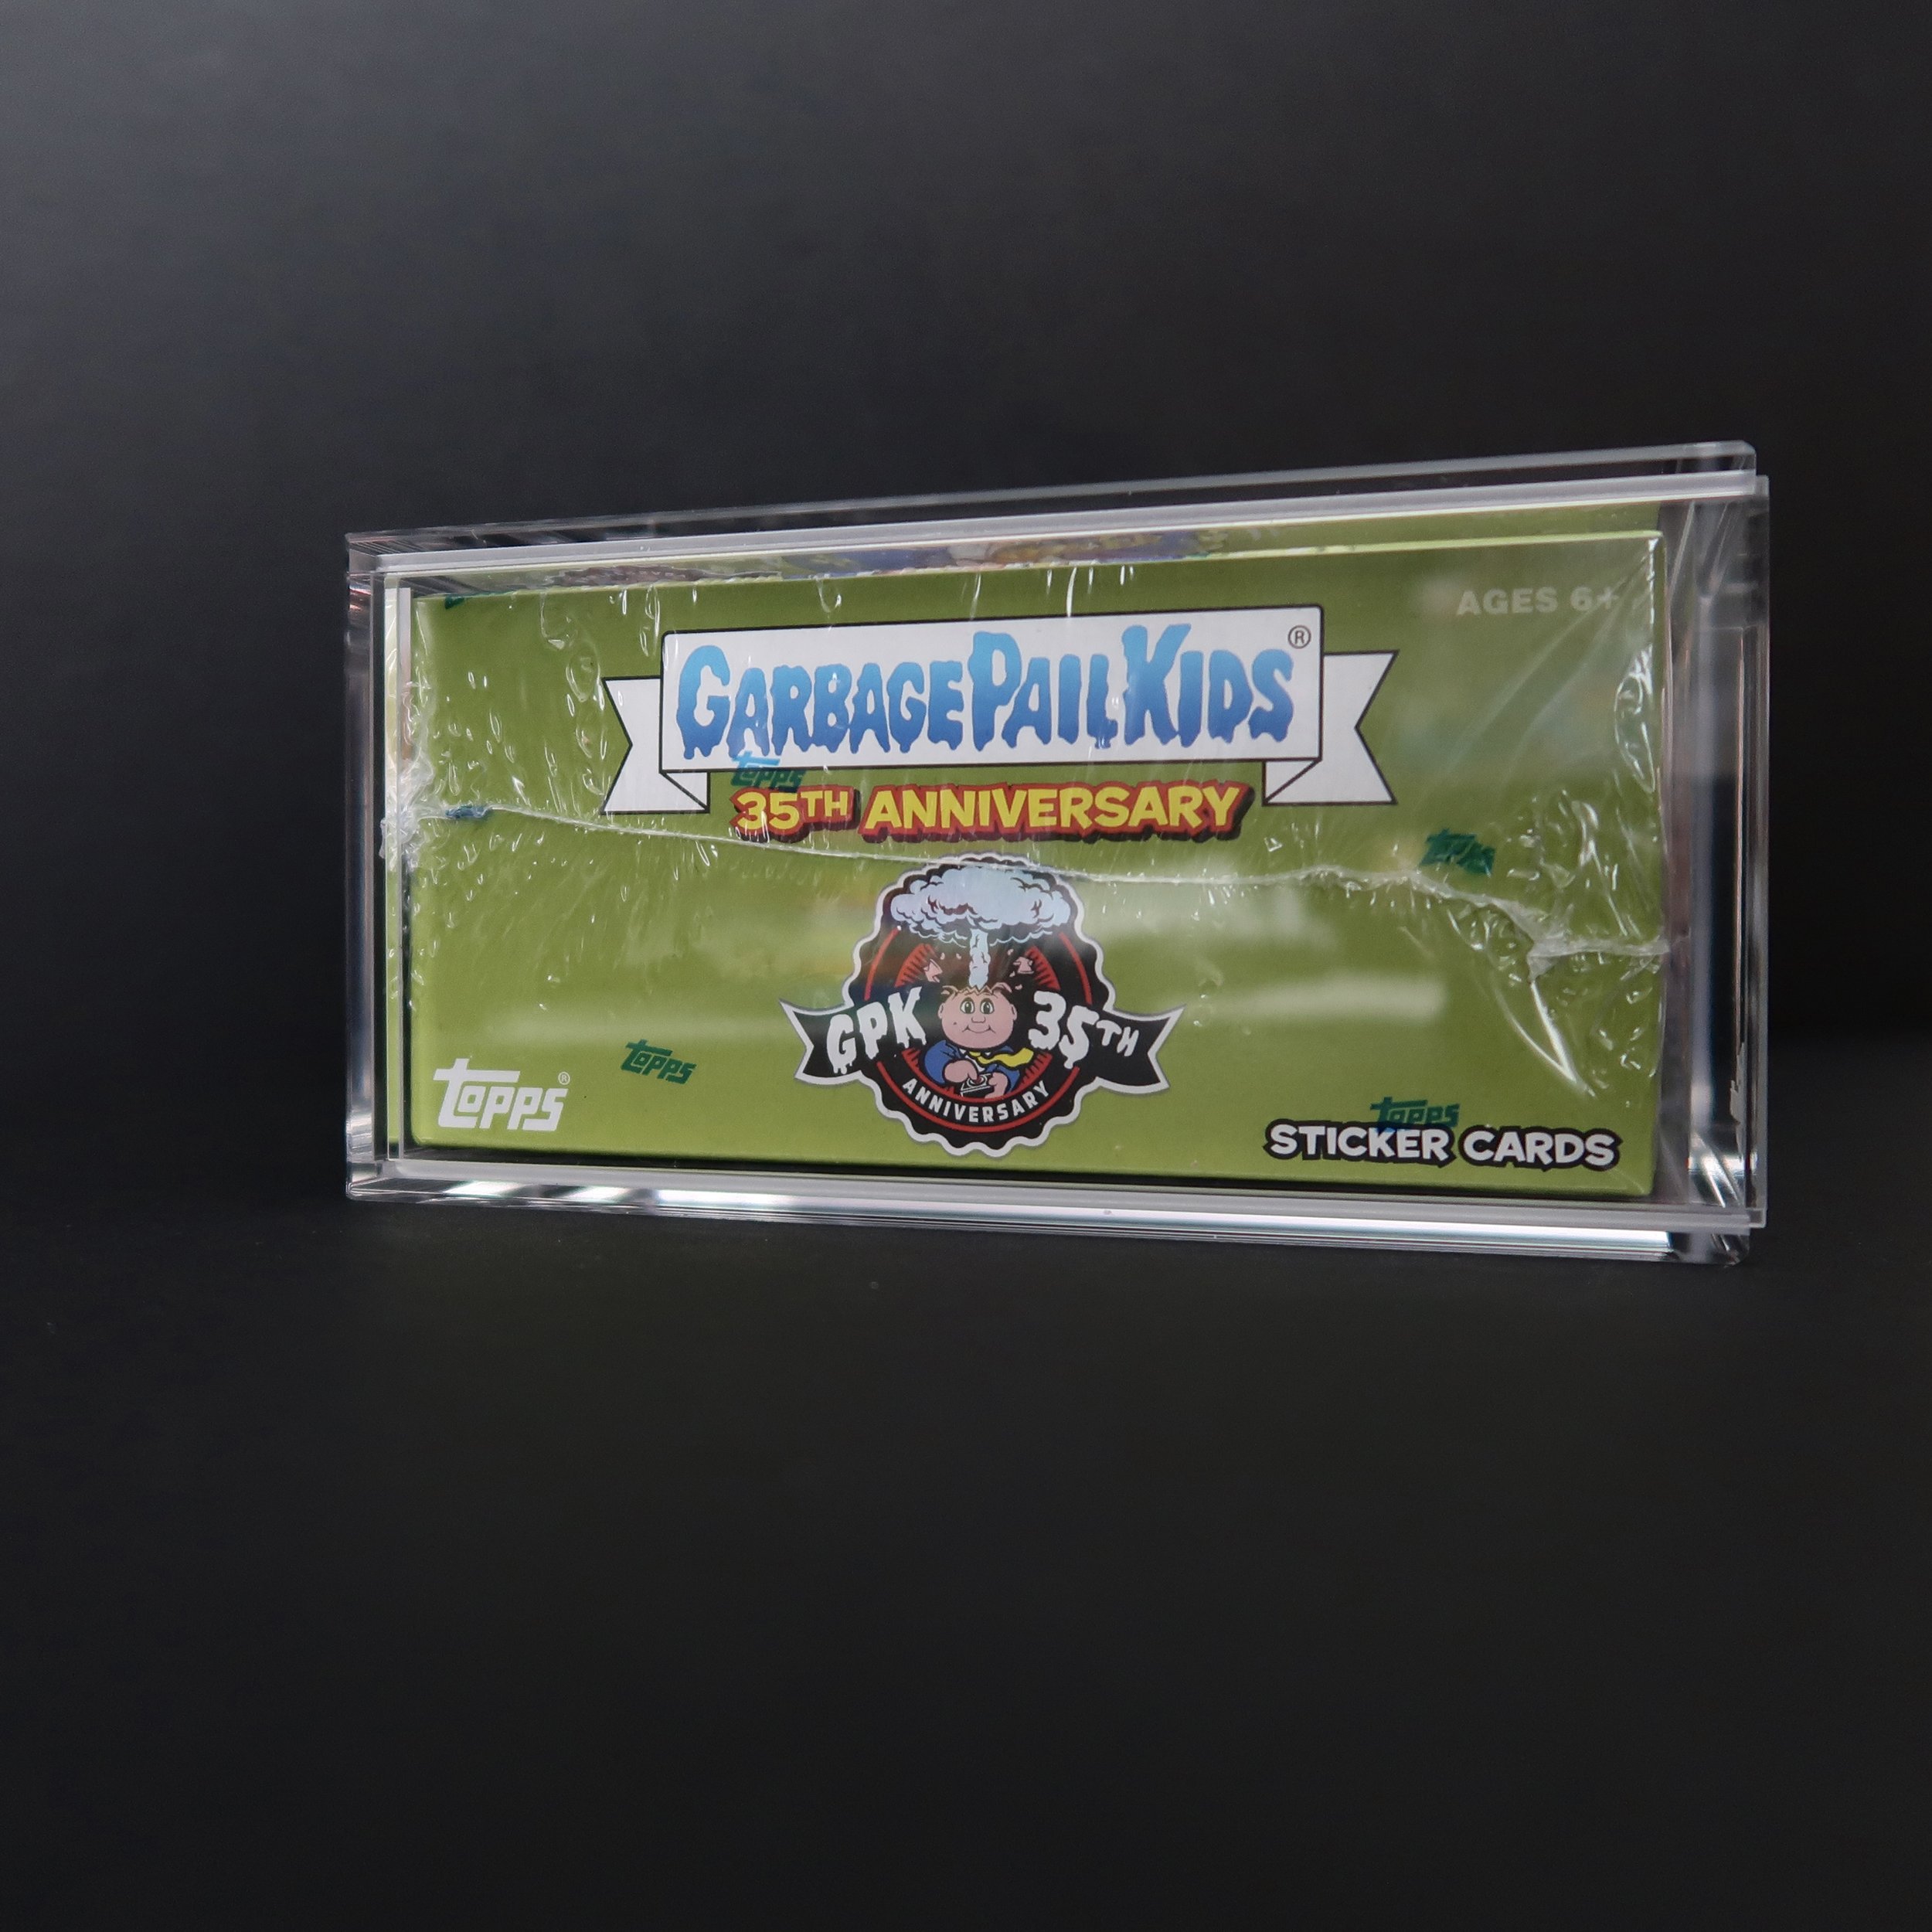 AGES 6+
GARBAGE PAIL KIDS®
topps
35TH ANNIVERSARY
topps
GPK 35TH
ANNIVERSARY
topps
topps®
topps
STICKER CARDS